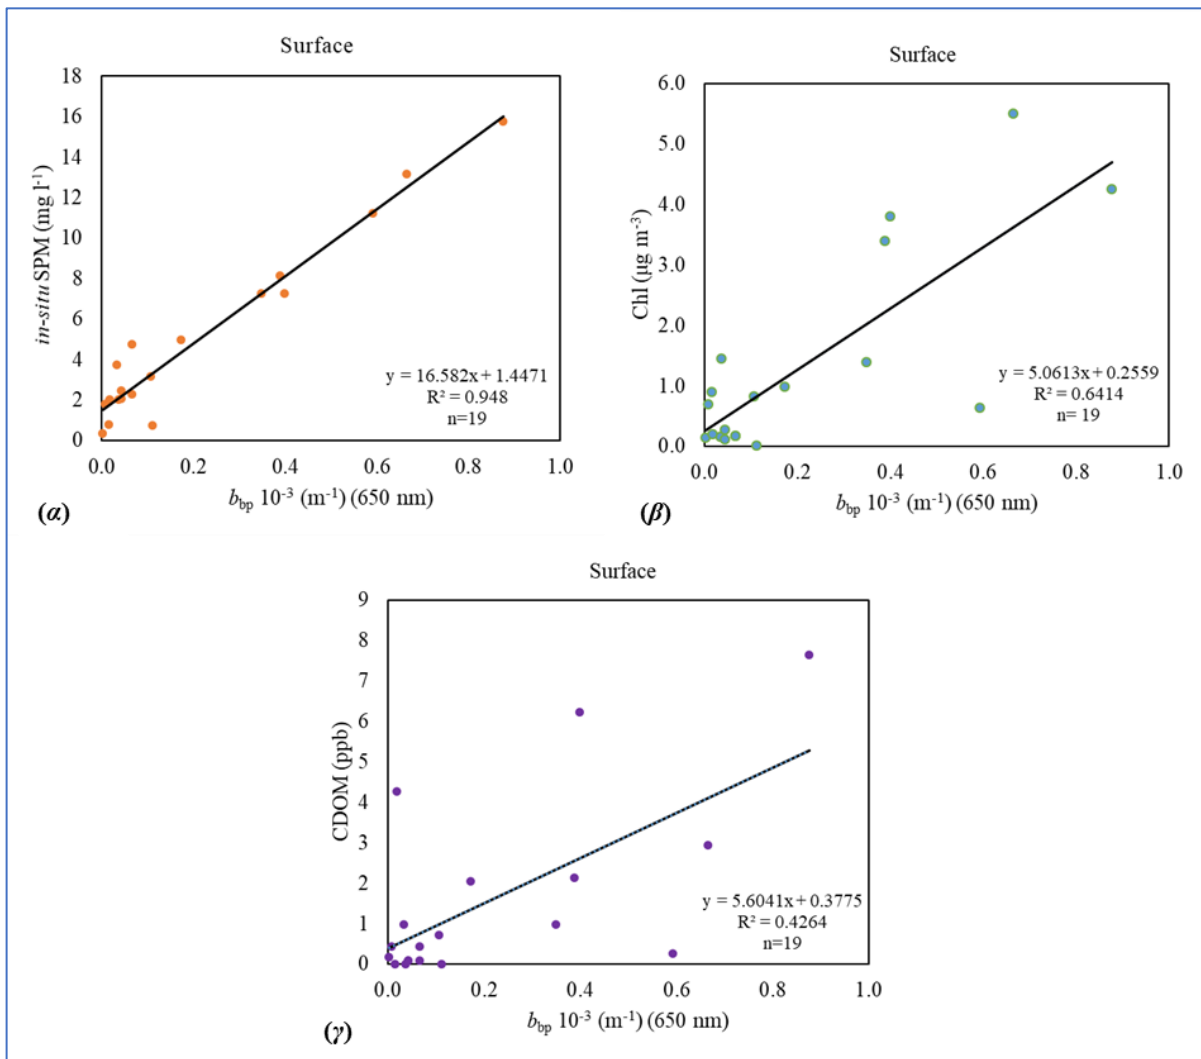 Surface
18
16
14
12
10
8
6
4
2
0
in-situ SPM (mg l⁻¹)
y = 16.582x + 1.4471
R² = 0.948
n=19
0.0 0.2 0.4 0.6 0.8 1.0
b_bp 10⁻³ (m⁻¹) (650 nm)
(α)
Surface
6.0
5.0
4.0
3.0
2.0
1.0
0.0
Chl (μg m⁻³)
y = 5.0613x + 0.2559
R² = 0.6414
n= 19
0.0 0.2 0.4 0.6 0.8 1.0
b_bp 10⁻³ (m⁻¹) (650 nm)
(β)
Surface
9
8
7
6
5
4
3
2
1
0
CDOM (ppb)
y = 5.6041x + 0.3775
R² = 0.4264
n=19
0.0 0.2 0.4 0.6 0.8 1.0
b_bp 10⁻³ (m⁻¹) (650 nm)
(γ)